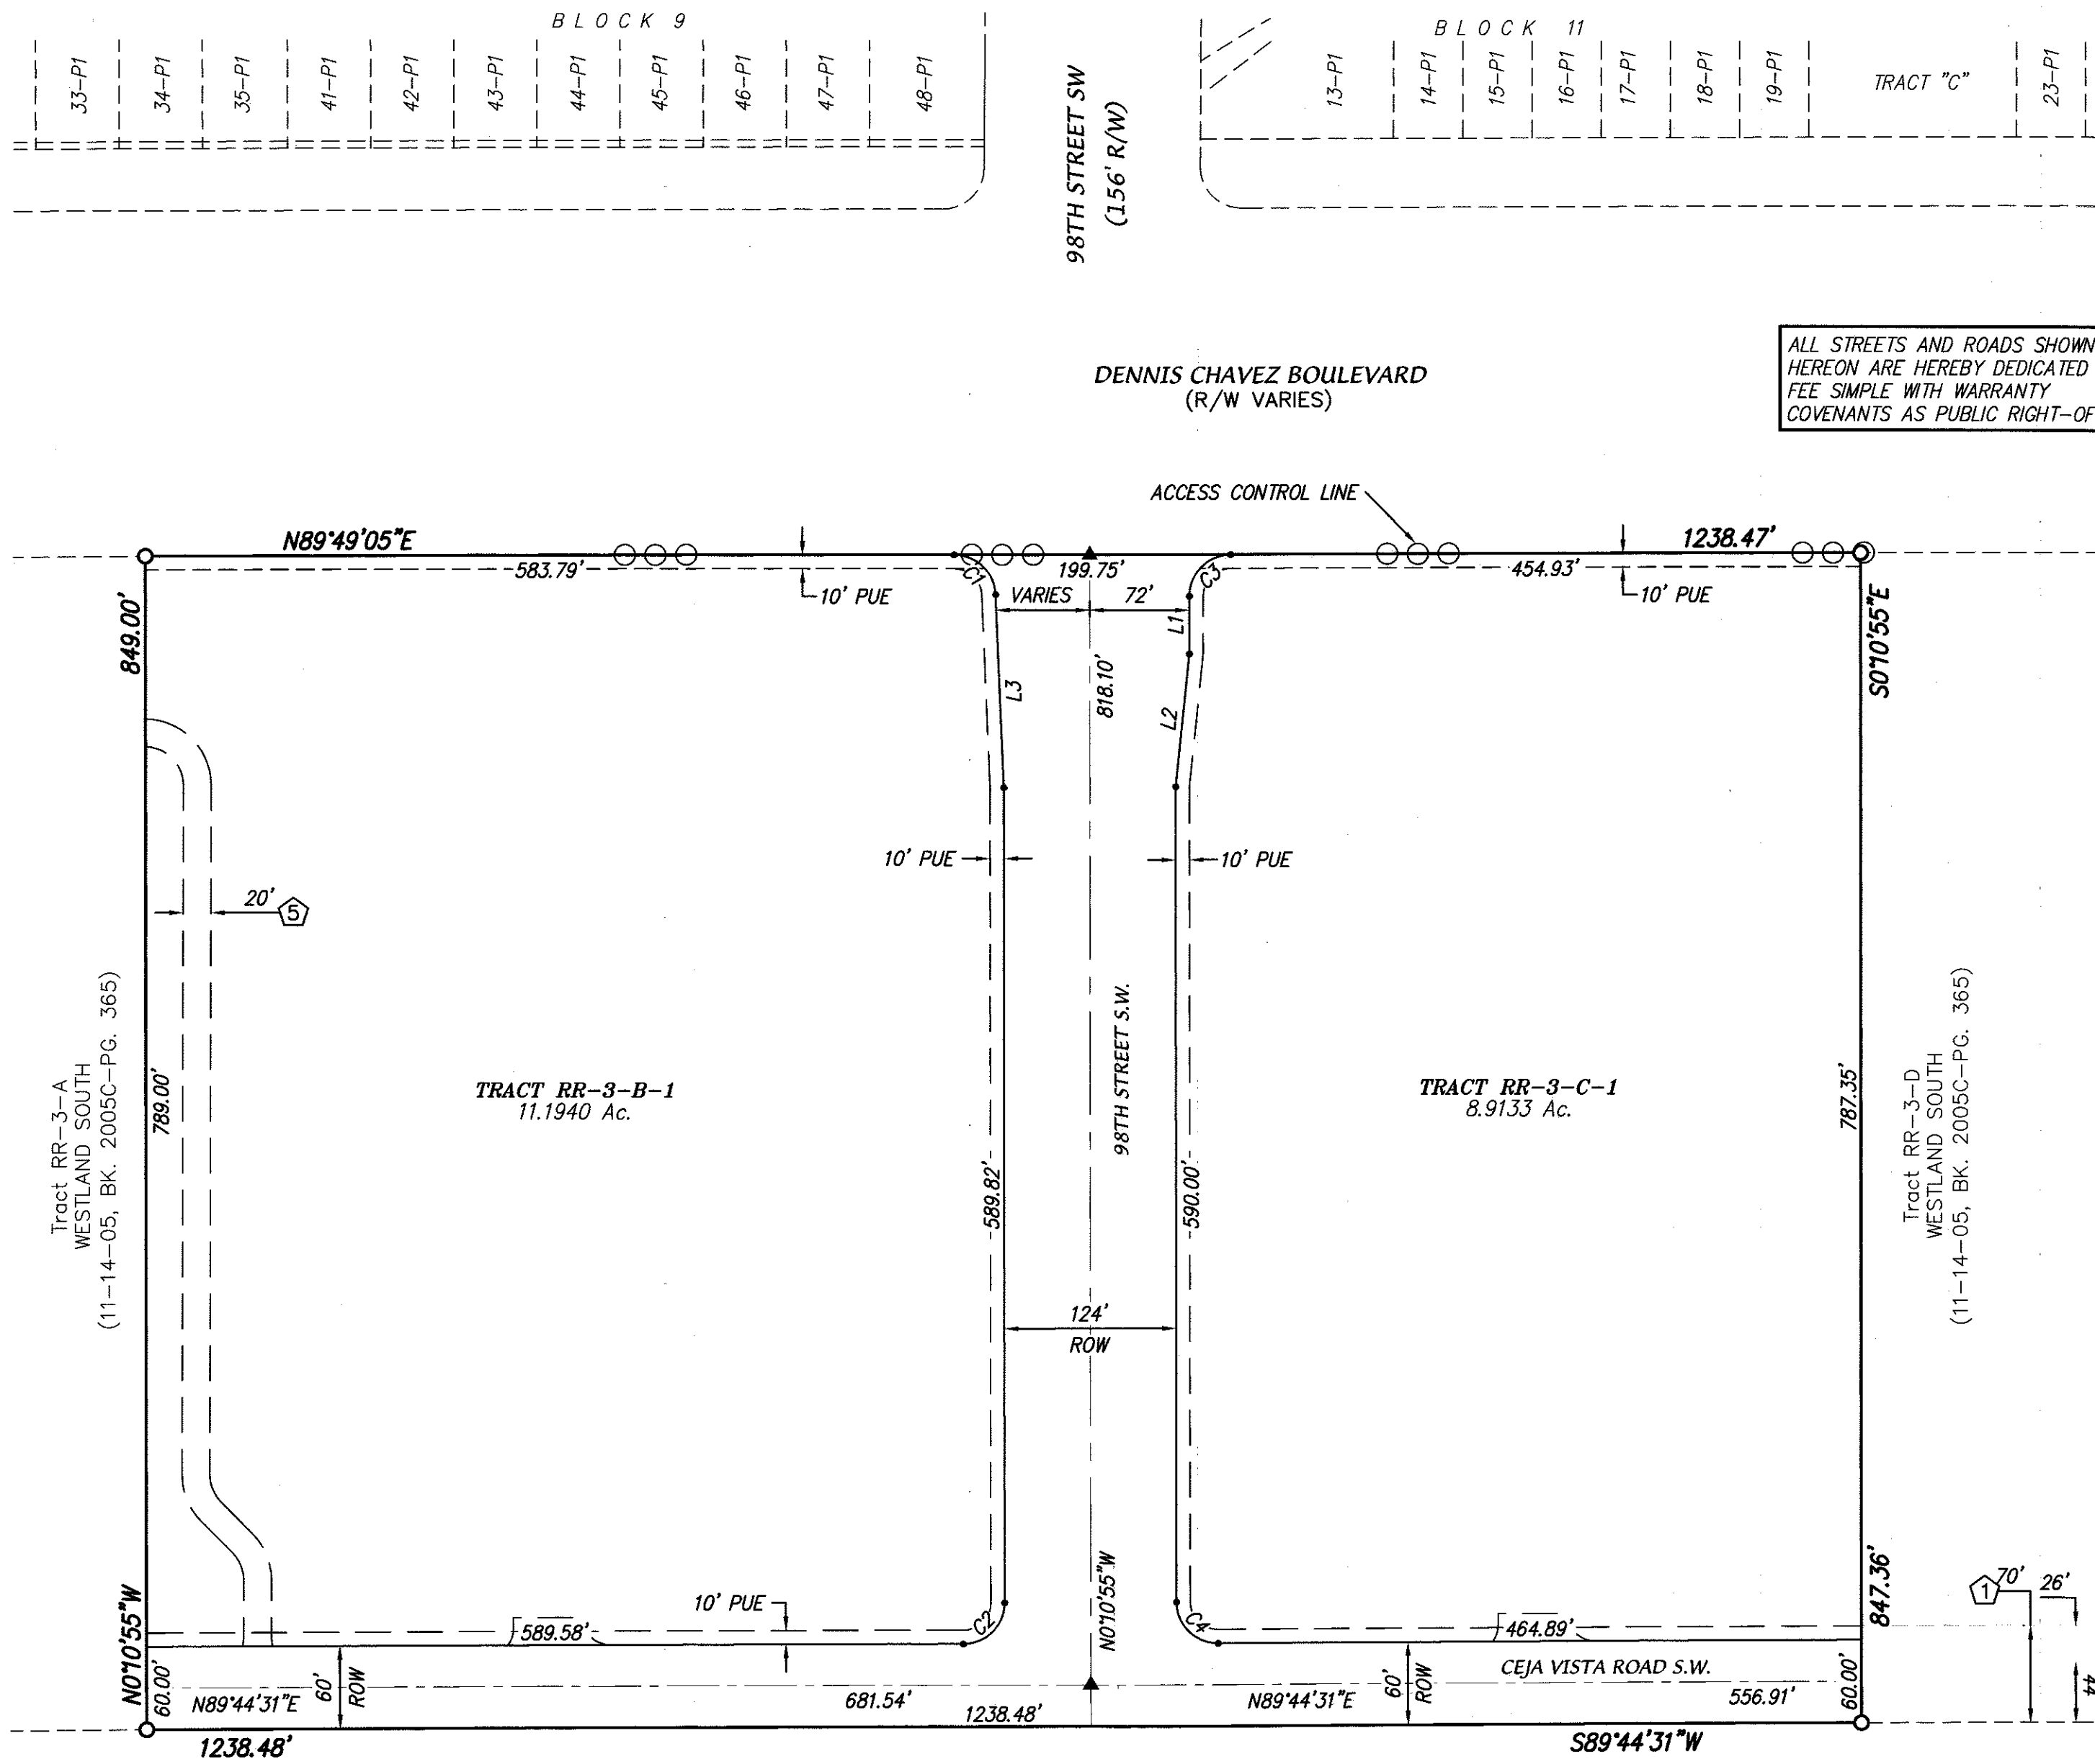 BLOCK 9
BLOCK 11
33-P1
34-P1
35-P1
41-P1
42-P1
43-P1
44-P1
45-P1
46-P1
47-P1
48-P1
13-P1
14-P1
15-P1
16-P1
17-P1
18-P1
19-P1
TRACT "C"
23-P1
98TH STREET SW
(156' R/W)
DENNIS CHAVEZ BOULEVARD
(R/W VARIES)
ALL STREETS AND ROADS SHOWN
HEREON ARE HEREBY DEDICATED
FEE SIMPLE WITH WARRANTY
COVENANTS AS PUBLIC RIGHT-OF
ACCESS CONTROL LINE
N89°49'05"E
1238.47'
583.79'
10' PUE
C1
199.75'
C3
454.93'
10' PUE
VARIES
72'
849.00'
L1
S0°10'55"E
L3
818.10'
L2
10' PUE
10' PUE
20'
5
Tract RR-3-A
WESTLAND SOUTH
(11-14-05, BK. 2005C-PG. 365)
789.00'
TRACT RR-3-B-1
11.1940 Ac.
589.82'
98TH STREET S.W.
590.00'
TRACT RR-3-C-1
8.9133 Ac.
787.35'
Tract RR-3-D
WESTLAND SOUTH
(11-14-05, BK. 2005C-PG. 365)
124'
ROW
N0°10'55"W
10' PUE
589.58'
C2
N0°10'55"W
C4
464.89'
847.36'
1
70'
26'
44
60.00'
N89°44'31"E
60'
ROW
681.54'
1238.48'
N89°44'31"E
60'
ROW
CEJA VISTA ROAD S.W.
556.91'
60.00'
1238.48'
S89°44'31"W